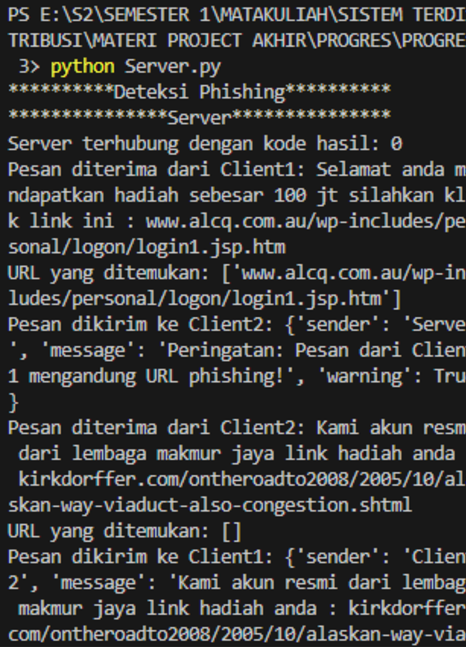 PS E:\S2\SEMESTER 1\MATAKULIAH\SISTEM TERDI
TRIBUSI\MATERI PROJECT AKHIR\PROGRES\PROGRE
3> python Server.py
**********Deteksi Phishing**********
***************Server***************
Server terhubung dengan kode hasil: 0
Pesan diterima dari Client1: Selamat anda m
ndapatkan hadiah sebesar 100 jt silahkan kl
k link ini : www.alcq.com.au/wp-includes/pe
sonal/logon/login1.jsp.htm
URL yang ditemukan: ['www.alcq.com.au/wp-in
ludes/personal/logon/login1.jsp.htm']
Pesan dikirim ke Client2: {'sender': 'Serve
', 'message': 'Peringatan: Pesan dari Clien
1 mengandung URL phishing!', 'warning': Tru
}
Pesan diterima dari Client2: Kami akun resm
dari lembaga makmur jaya link hadiah anda
kirkdorffer.com/ontheroadto2008/2005/10/al
skan-way-viaduct-also-congestion.shtml
URL yang ditemukan: []
Pesan dikirim ke Client1: {'sender': 'Clien
2', 'message': 'Kami akun resmi dari lembag
makmur jaya link hadiah anda : kirkdorffer
com/ontheroadto2008/2005/10/alaskan-way-via